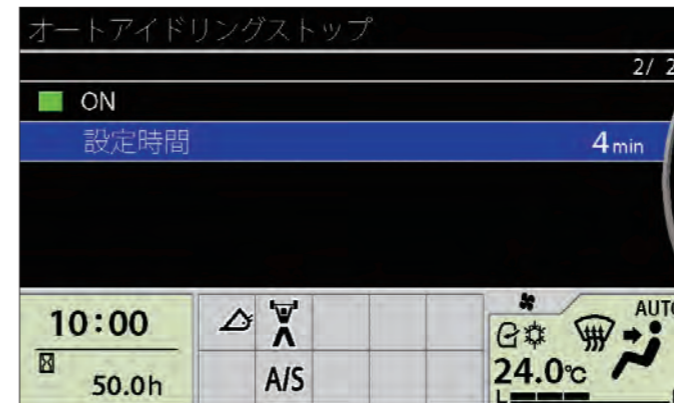 オートアイドリングストップ
2/ 2
ON
設定時間 4min
10:00
50.0h
A/S
AUTO
24.0℃
L